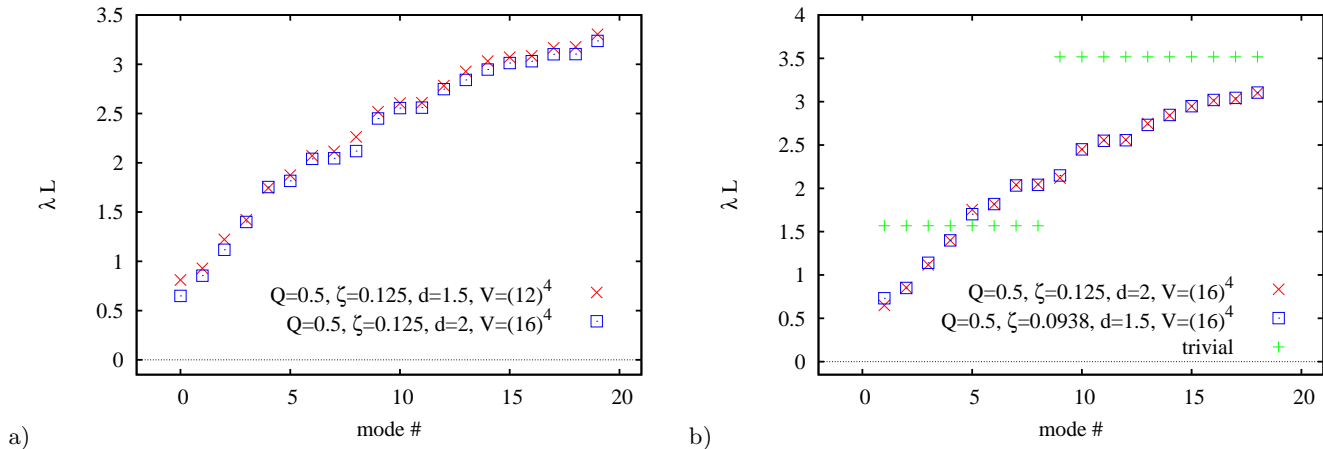 3.5
3
2.5
2
1.5
1
0.5
0
λ L
0 5 10 15 20
mode #
Q=0.5, ζ=0.125, d=1.5, V=(12)^4
Q=0.5, ζ=0.125, d=2, V=(16)^4
a)
4
3.5
3
2.5
2
1.5
1
0.5
0
λ L
0 5 10 15 20
mode #
Q=0.5, ζ=0.125, d=2, V=(16)^4
Q=0.5, ζ=0.0938, d=1.5, V=(16)^4
trivial
b)